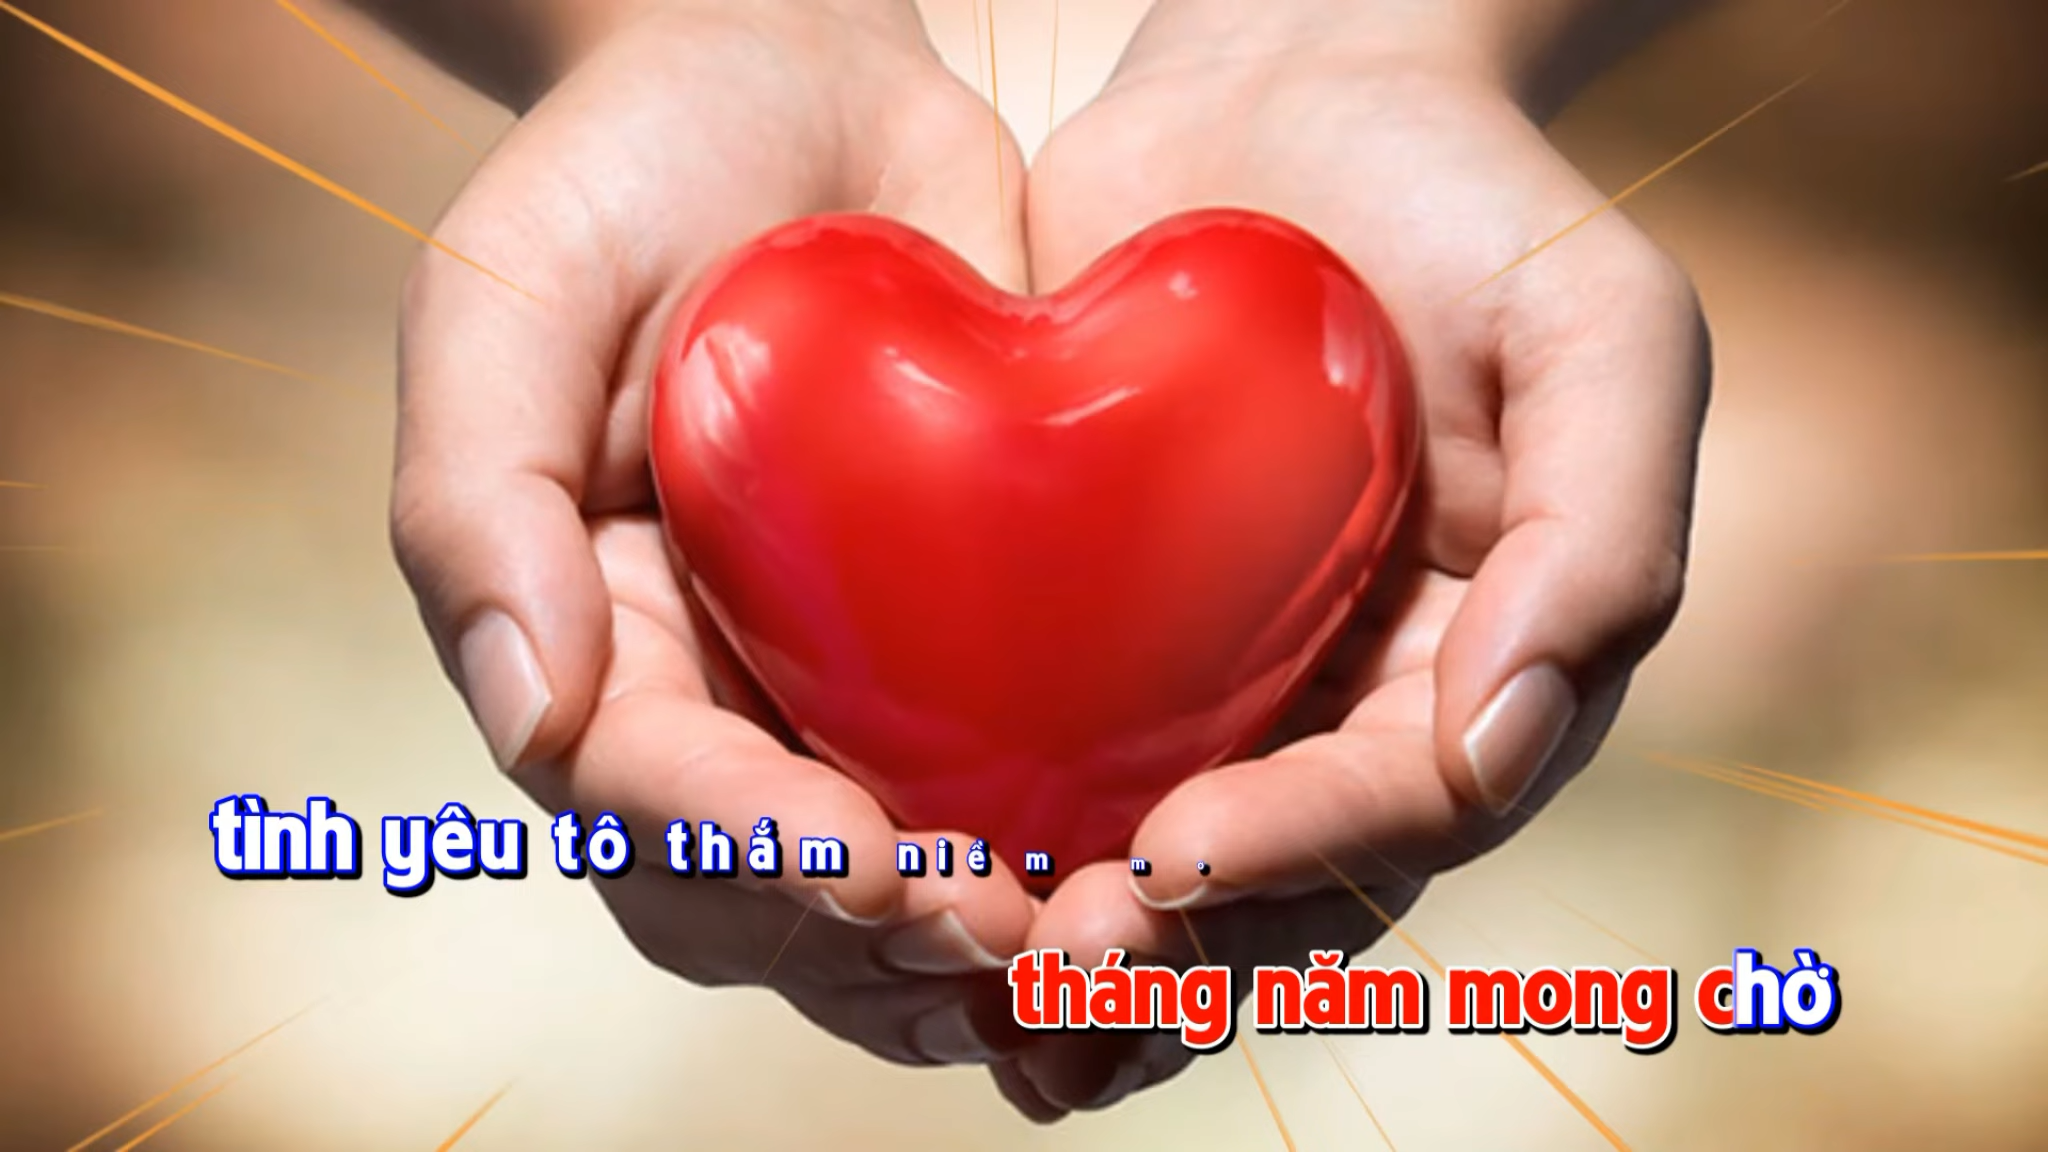 tình yêu tô thắm niềm
tháng năm mong chờ